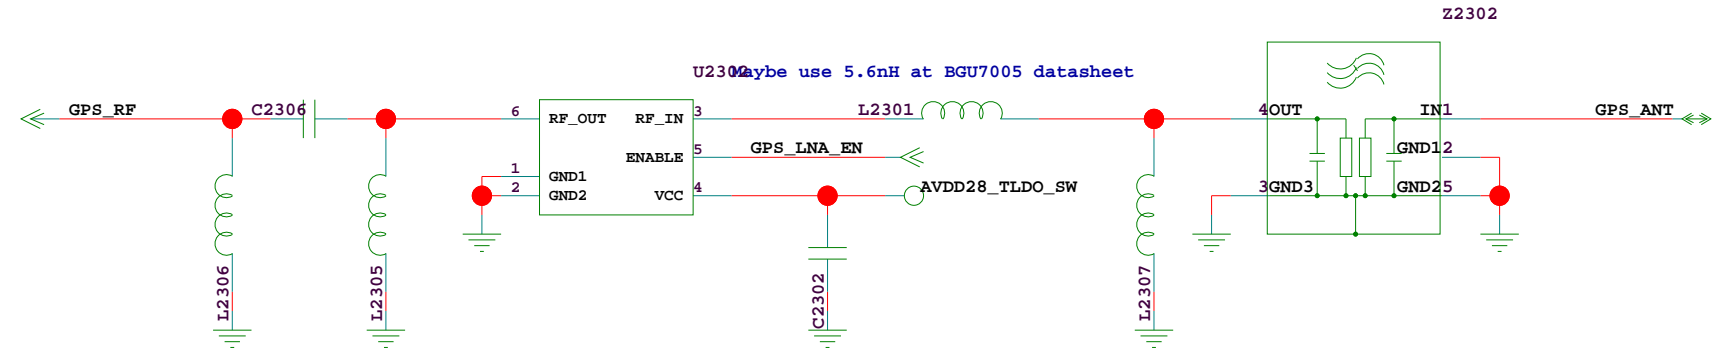 Z2302
U2302 Maybe use 5.6nH at BGU7005 datasheet
GPS_RF C2306 6 RF_OUT RF_IN 3 L2301 4 OUT IN 1 GPS_ANT
ENABLE 5 GPS_LNA_EN GND1 2
1 GND1
2 GND2 VCC 4 AVDD28_TLDO_SW 3 GND3 GND2 5
L2306 L2305 C2302 L2307